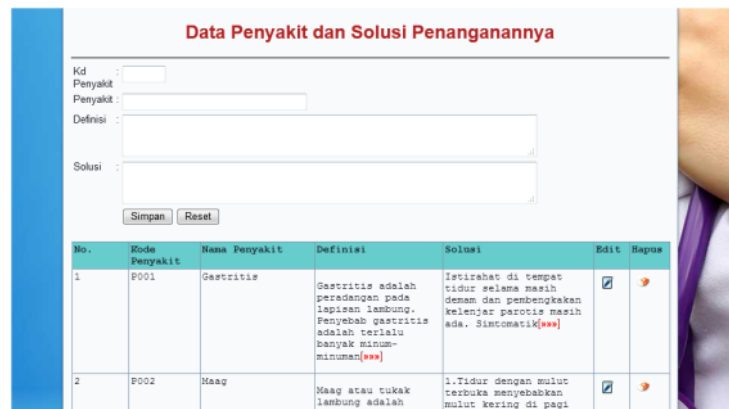 Data Penyakit dan Solusi Penanganannya
Kd Penyakit :
Penyakit :
Definisi :
Solusi :
Simpan Reset
No. Kode Penyakit Nama Penyakit Definisi Solusi Edit Hapus
1 P001 Gastritis
Gastritis adalah
peradangan pada
lapisan lambung.
Penyebab gastritis
adalah terlalu
banyak minum-
minuman[»»»]
Istirahat di tempat
tidur selama masih
demam dan pembengkakan
kelenjar parotis masih
ada. Simtomatik[»»»]
2 P002 Maag
Maag atau tukak
lambung adalah
1.Tidur dengan mulut
terbuka menyebabkan
mulut kering di pagi